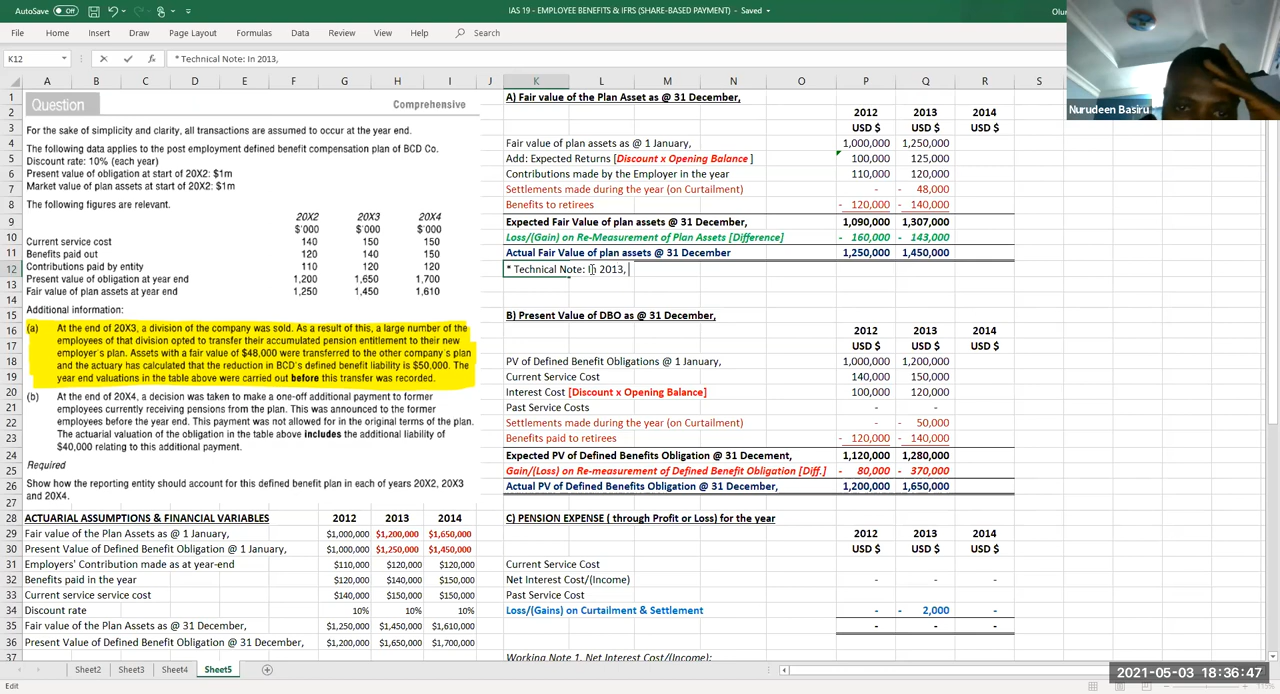 AutoSave Off
IAS 19 - EMPLOYEE BENEFITS & IFRS (SHARE-BASED PAYMENT) - Saved
File Home Insert Draw Page Layout Formulas Data Review View Help Search
K12 * Technical Note: In 2013,
Nurudeen Basiru
A B C D E F G H I J K L M N O P Q R S
Question
Comprehensive
For the sake of simplicity and clarity, all transactions are assumed to occur at the year end.
The following data applies to the post employment defined benefit compensation plan of BCD Co.
Discount rate: 10% (each year)
Present value of obligation at start of 20X2: $1m
Market value of plan assets at start of 20X2: $1m
The following figures are relevant.
20X2 20X3 20X4
$'000 $'000 $'000
Current service cost 140 150 150
Benefits paid out 120 140 150
Contributions paid by entity 110 120 120
Present value of obligation at year end 1,200 1,650 1,700
Fair value of plan assets at year end 1,250 1,450 1,610
Additional information:
(a) At the end of 20X3, a division of the company was sold. As a result of this, a large number of the
employees of that division opted to transfer their accumulated pension entitlement to their new
employer's plan. Assets with a fair value of $48,000 were transferred to the other company's plan
and the actuary has calculated that the reduction in BCD's defined benefit liability is $50,000. The
year end valuations in the table above were carried out before this transfer was recorded.
(b) At the end of 20X4, a decision was taken to make a one-off additional payment to former
employees currently receiving pensions from the plan. This was announced to the former
employees before the year end. This payment was not allowed for in the original terms of the plan.
The actuarial valuation of the obligation in the table above includes the additional liability of
$40,000 relating to this additional payment.
Required
Show how the reporting entity should account for this defined benefit plan in each of years 20X2, 20X3
and 20X4.
ACTUARIAL ASSUMPTIONS & FINANCIAL VARIABLES 2012 2013 2014
Fair value of the Plan Assets as @ 1 January, $1,000,000 $1,200,000 $1,650,000
Present Value of Defined Benefit Obligation @ 1 January, $1,000,000 $1,250,000 $1,450,000
Employers' Contribution made as at year-end $110,000 $120,000 $120,000
Benefits paid in the year $120,000 $140,000 $150,000
Current service service cost $140,000 $150,000 $150,000
Discount rate 10% 10% 10%
Fair value of the Plan Assets as @ 31 December, $1,250,000 $1,450,000 $1,610,000
Present Value of Defined Benefit Obligation @ 31 December, $1,200,000 $1,650,000 $1,700,000
A) Fair value of the Plan Asset as @ 31 December,
2012 2013 2014
USD $ USD $ USD $
Fair value of plan assets as @ 1 January, 1,000,000 1,250,000
Add: Expected Returns [Discount x Opening Balance ] 100,000 125,000
Contributions made by the Employer in the year 110,000 120,000
Settlements made during the year (on Curtailment) - - 48,000
Benefits to retirees - 120,000 - 140,000
Expected Fair Value of plan assets @ 31 December, 1,090,000 1,307,000
Loss/(Gain) on Re-Measurement of Plan Assets [Difference] - 160,000 - 143,000
Actual Fair Value of plan assets @ 31 December 1,250,000 1,450,000
* Technical Note: In 2013,
B) Present Value of DBO as @ 31 December,
2012 2013 2014
USD $ USD $ USD $
PV of Defined Benefit Obligations @ 1 January, 1,000,000 1,200,000
Current Service Cost 140,000 150,000
Interest Cost [Discount x Opening Balance] 100,000 120,000
Past Service Costs - -
Settlements made during the year (on Curtailment) - - 50,000
Benefits paid to retirees - 120,000 - 140,000
Expected PV of Defined Benefits Obligation @ 31 Decement, 1,120,000 1,280,000
Gain/(Loss) on Re-measurement of Defined Benefit Obligation [Diff.] - 80,000 - 370,000
Actual PV of Defined Benefits Obligation @ 31 December, 1,200,000 1,650,000
C) PENSION EXPENSE ( through Profit or Loss) for the year
2012 2013 2014
USD $ USD $ USD $
Current Service Cost
Net Interest Cost/(Income) - - -
Past Service Cost
Loss/(Gains) on Curtailment & Settlement - - 2,000 -
- - -
Working Note 1. Net Interest Cost/(Income):
Sheet2 Sheet3 Sheet4 Sheet5
2021-05-03 18:36:47
Edit